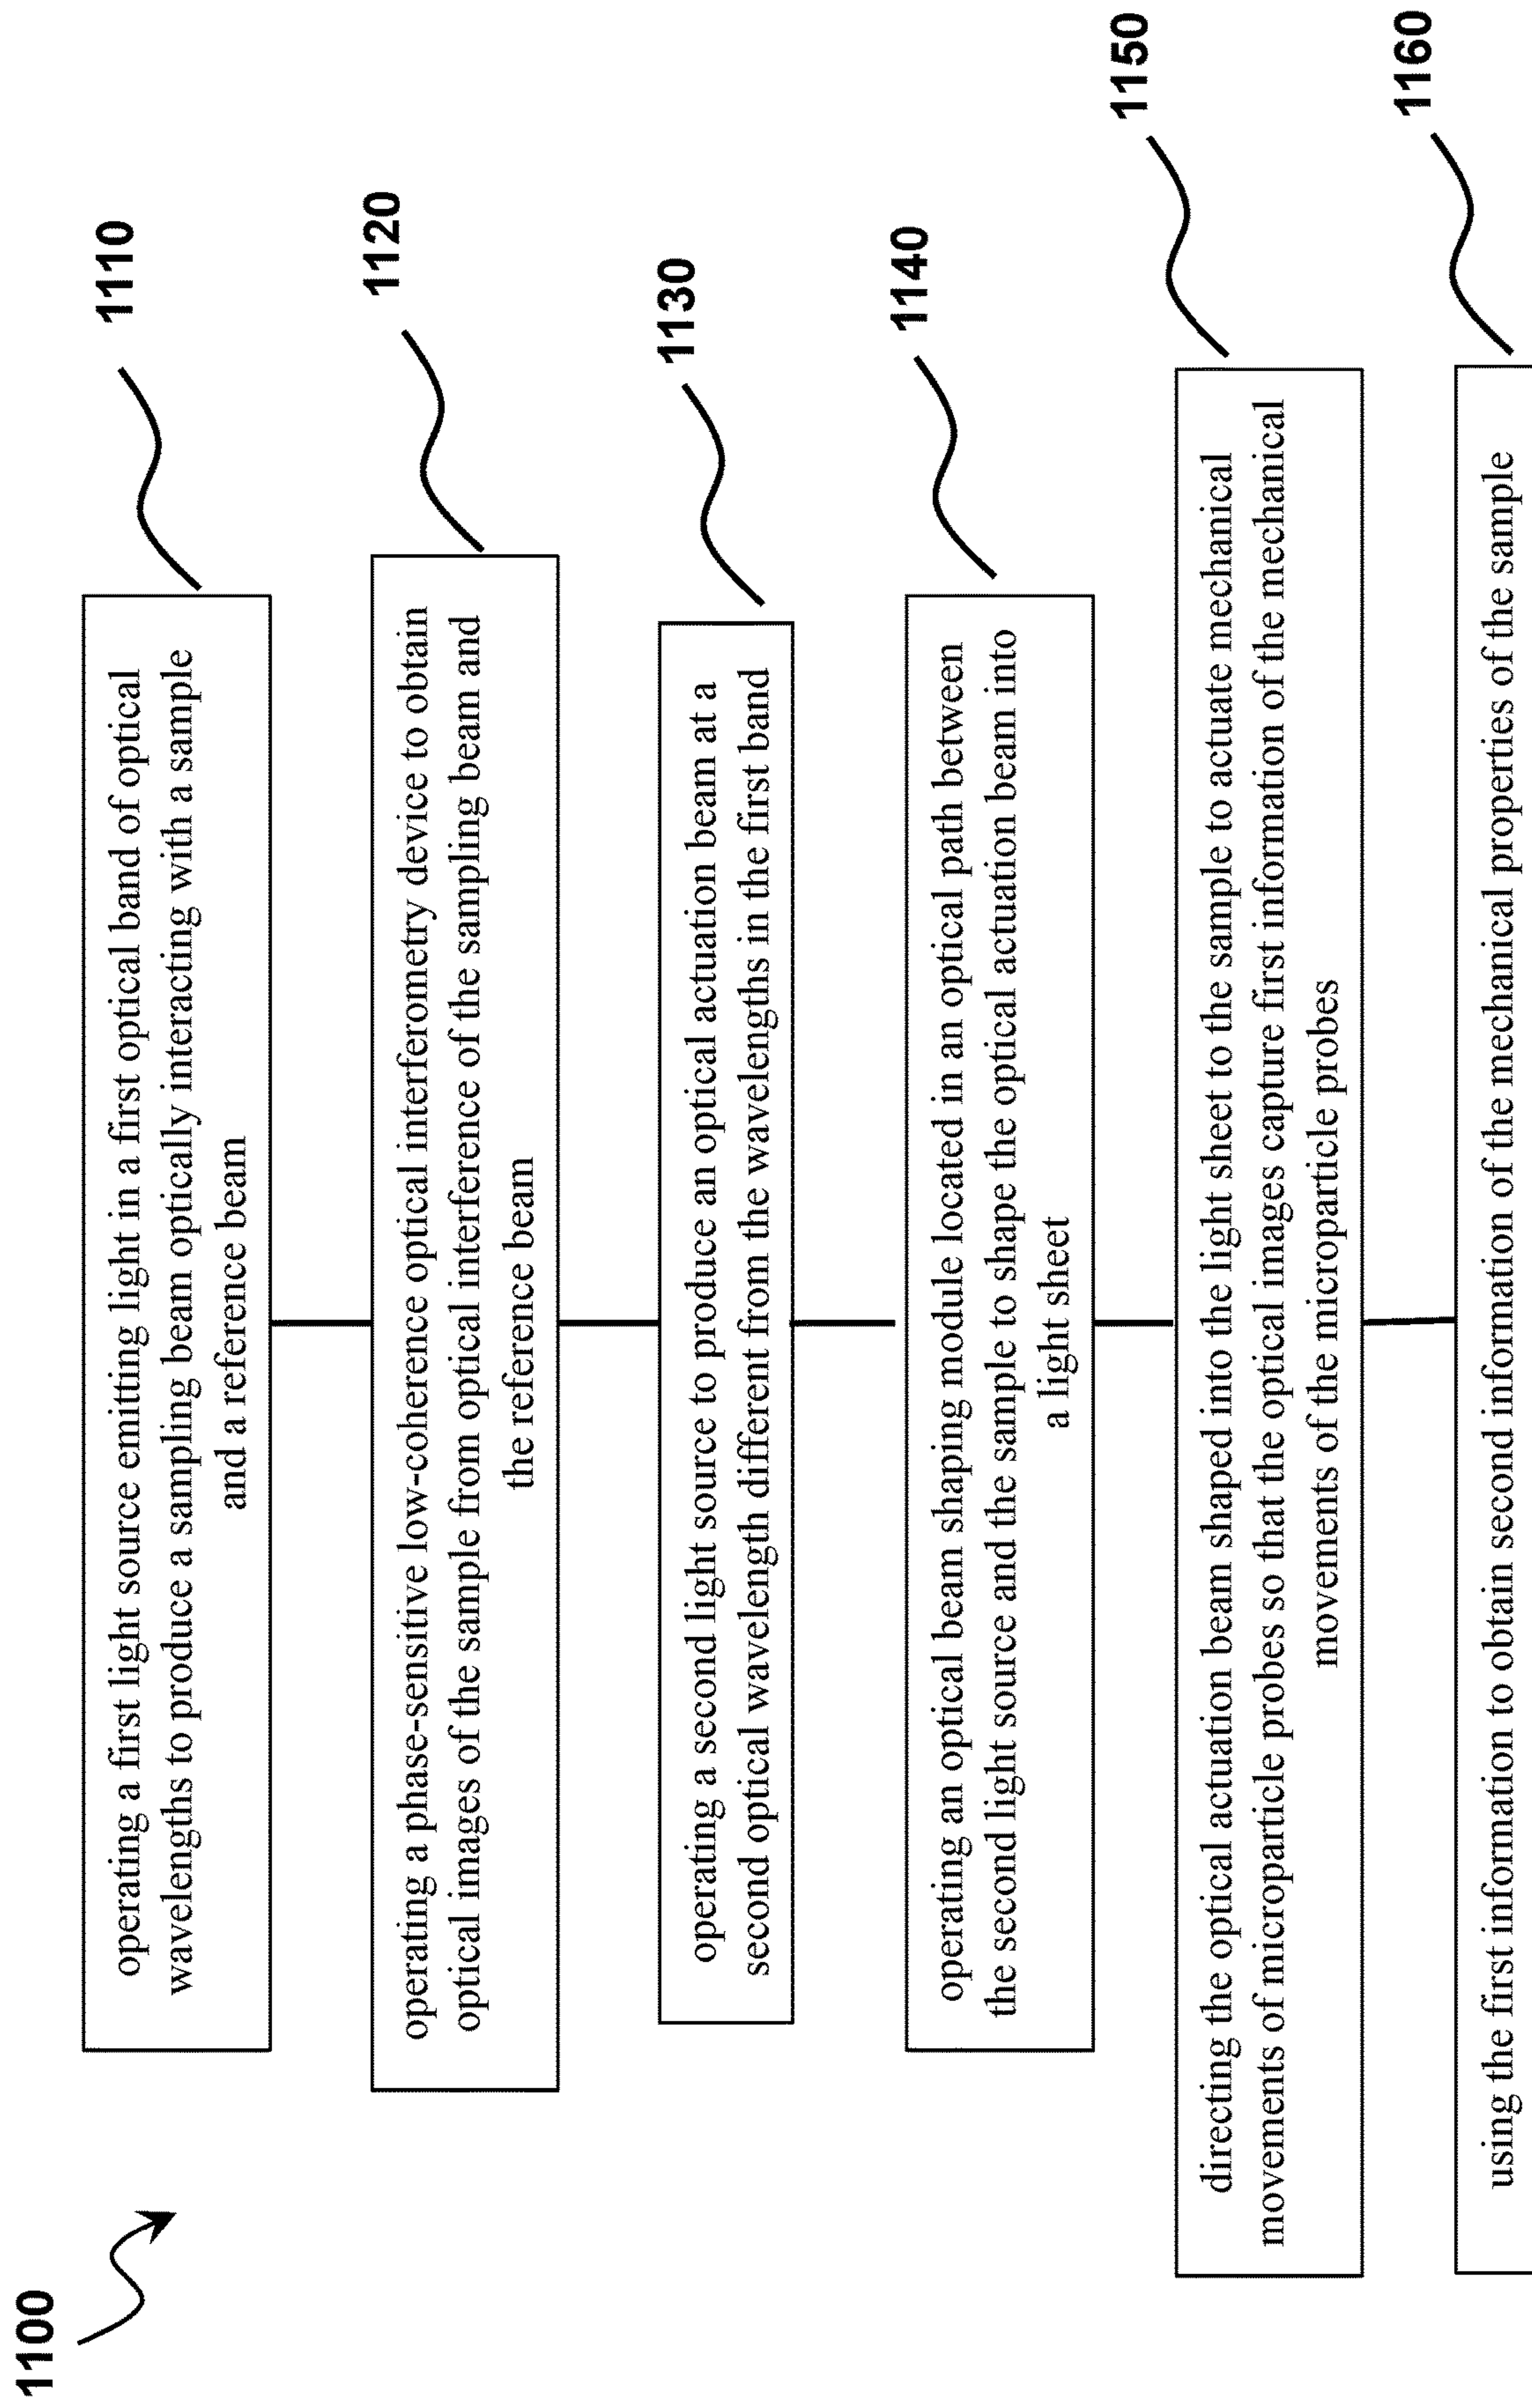 1100
operating a first light source emitting light in a first optical band of optical
wavelengths to produce a sampling beam optically interacting with a sample
and a reference beam
1110
operating a phase-sensitive low-coherence optical interferometry device to obtain
optical images of the sample from optical interference of the sampling beam and
the reference beam
1120
operating a second light source to produce an optical actuation beam at a
second optical wavelength different from the wavelengths in the first band
1130
operating an optical beam shaping module located in an optical path between
the second light source and the sample to shape the optical actuation beam into
a light sheet
1140
directing the optical actuation beam shaped into the light sheet to the sample to actuate mechanical
movements of microparticle probes so that the optical images capture first information of the mechanical
movements of the microparticle probes
1150
using the first information to obtain second information of the mechanical properties of the sample
1160